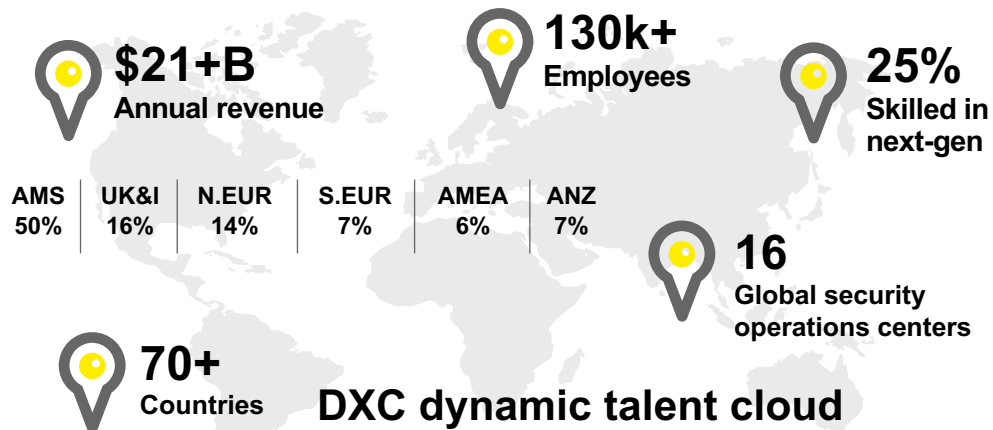 $21+B
Annual revenue
130k+
Employees
25%
Skilled in
next-gen
AMS UK&I N.EUR S.EUR AMEA ANZ
50% 16% 14% 7% 6% 7%
16
Global security
operations centers
70+
Countries
DXC dynamic talent cloud